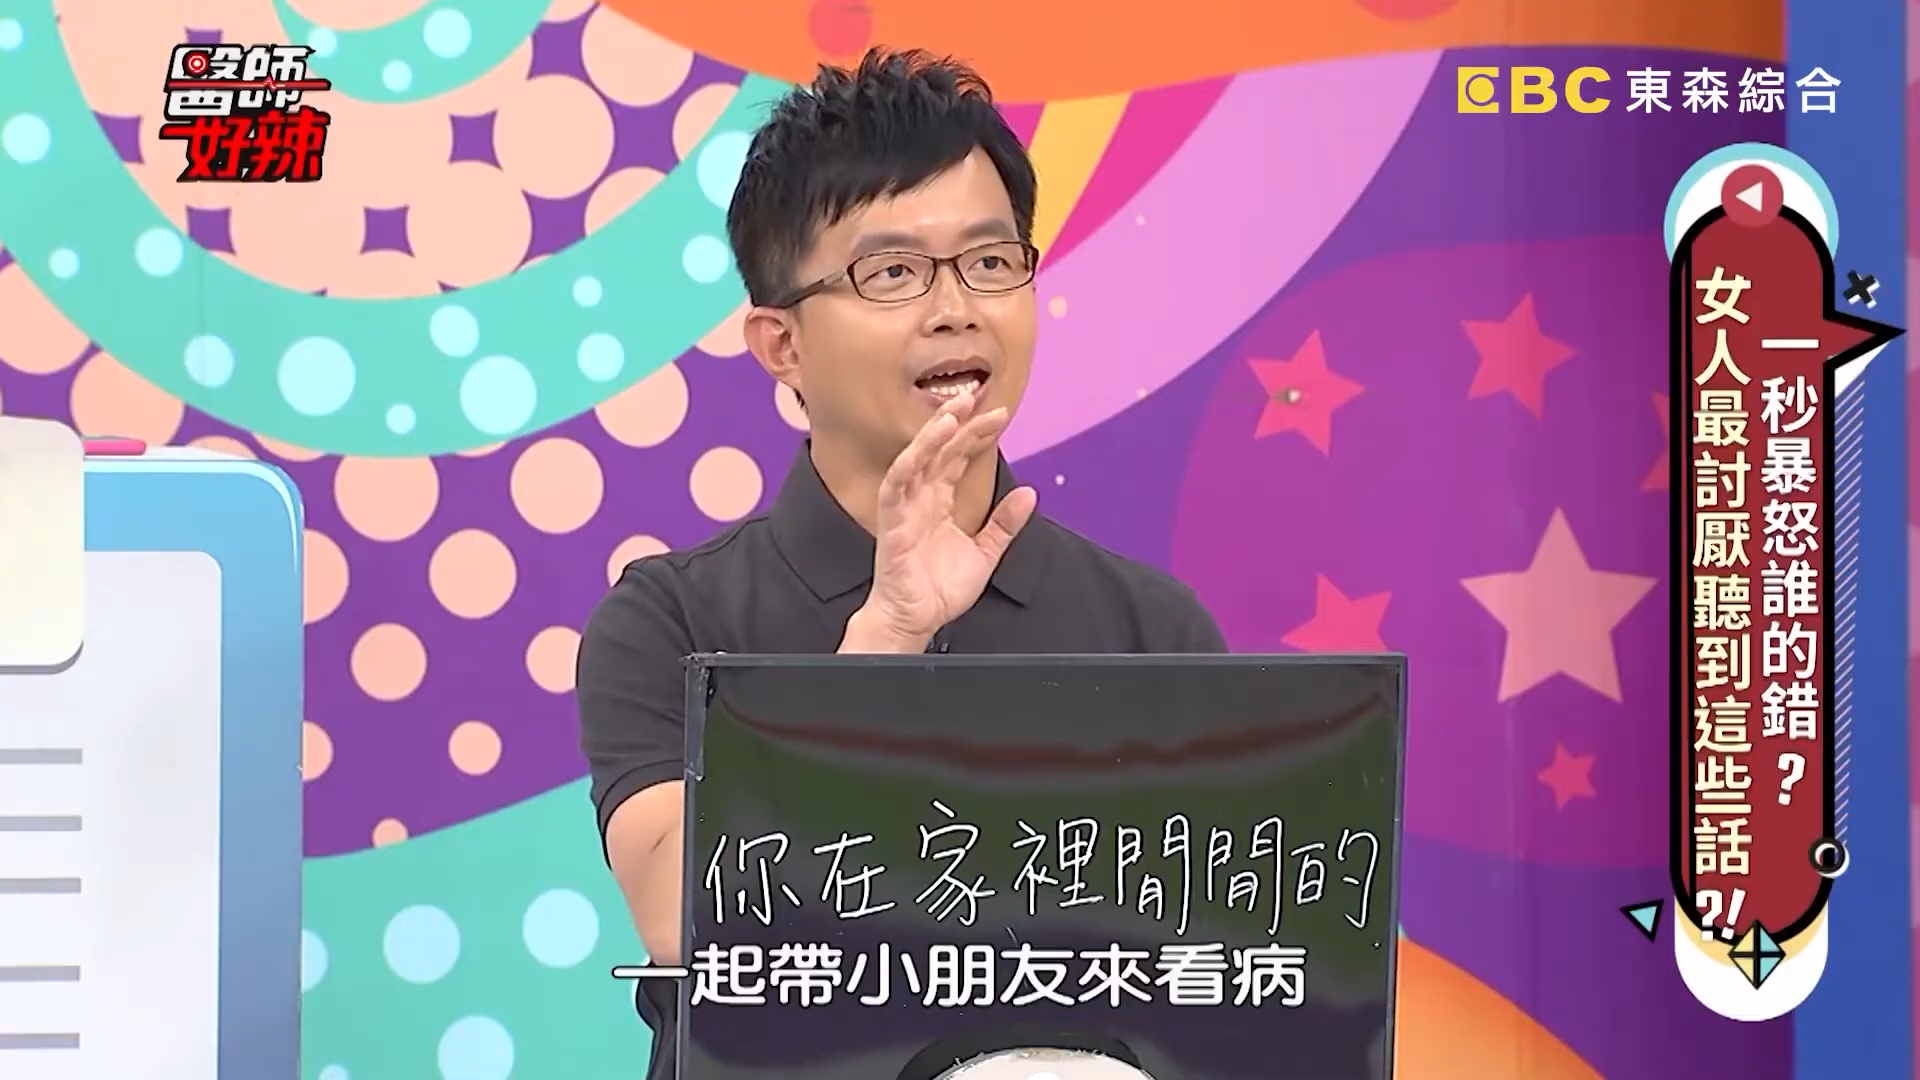 醫師
好辣
EBC 東森綜合
一秒暴怒誰的錯?
女人最討厭聽到這些話?!
你在家裡閒閒的
一起帶小朋友來看病